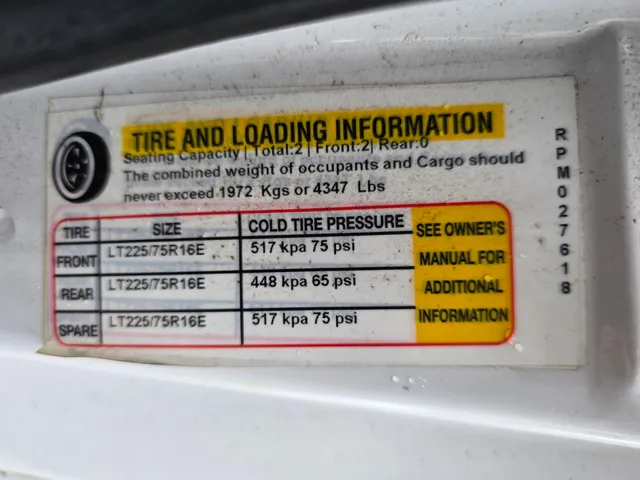 TIRE AND LOADING INFORMATION
Seating Capacity | Total:2 | Front:2| Rear:0
The combined weight of occupants and Cargo should
never exceed 1972 Kgs or 4347 Lbs
TIRE SIZE COLD TIRE PRESSURE
FRONT LT225/75R16E 517 kpa 75 psi
REAR LT225/75R16E 448 kpa 65 psi
SPARE LT225/75R16E 517 kpa 75 psi
SEE OWNER'S
MANUAL FOR
ADDITIONAL
INFORMATION
RPM027618